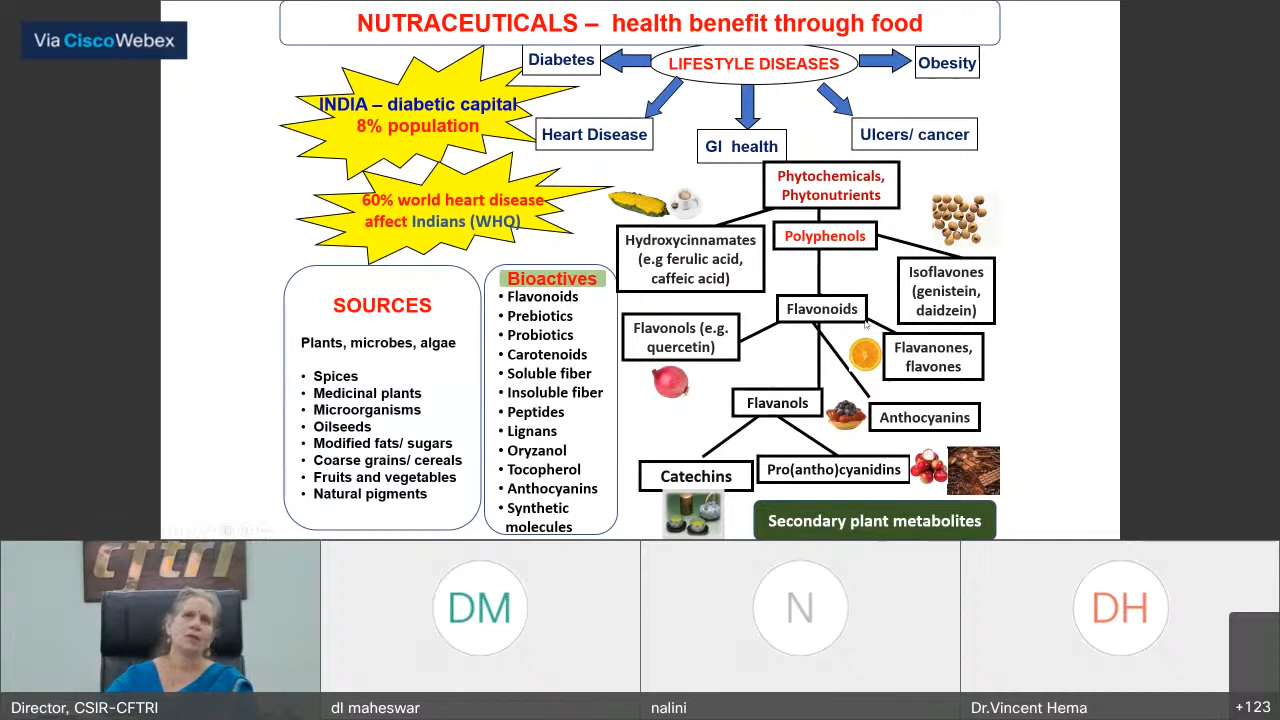 Via Cisco Webex
NUTRACEUTICALS – health benefit through food
Diabetes
LIFESTYLE DISEASES
Obesity
INDIA – diabetic capital
8% population
Heart Disease
GI health
Ulcers/ cancer
60% world heart disease
affect Indians (WHO)
Phytochemicals,
Phytonutrients
Hydroxycinnamates
(e.g ferulic acid,
caffeic acid)
Polyphenols
Isoflavones
(genistein,
daidzein)
Flavonoids
Flavonols (e.g.
quercetin)
Flavanones,
flavones
Flavanols
Anthocyanins
Catechins
Pro(antho)cyanidins
Secondary plant metabolites
SOURCES
Plants, microbes, algae
• Spices
• Medicinal plants
• Microorganisms
• Oilseeds
• Modified fats/ sugars
• Coarse grains/ cereals
• Fruits and vegetables
• Natural pigments
Bioactives
• Flavonoids
• Prebiotics
• Probiotics
• Carotenoids
• Soluble fiber
• Insoluble fiber
• Peptides
• Lignans
• Oryzanol
• Tocopherol
• Anthocyanins
• Synthetic
molecules
cftri
DM
N
DH
Director, CSIR-CFTRI
dl maheswar
nalini
Dr.Vincent Hema
+123